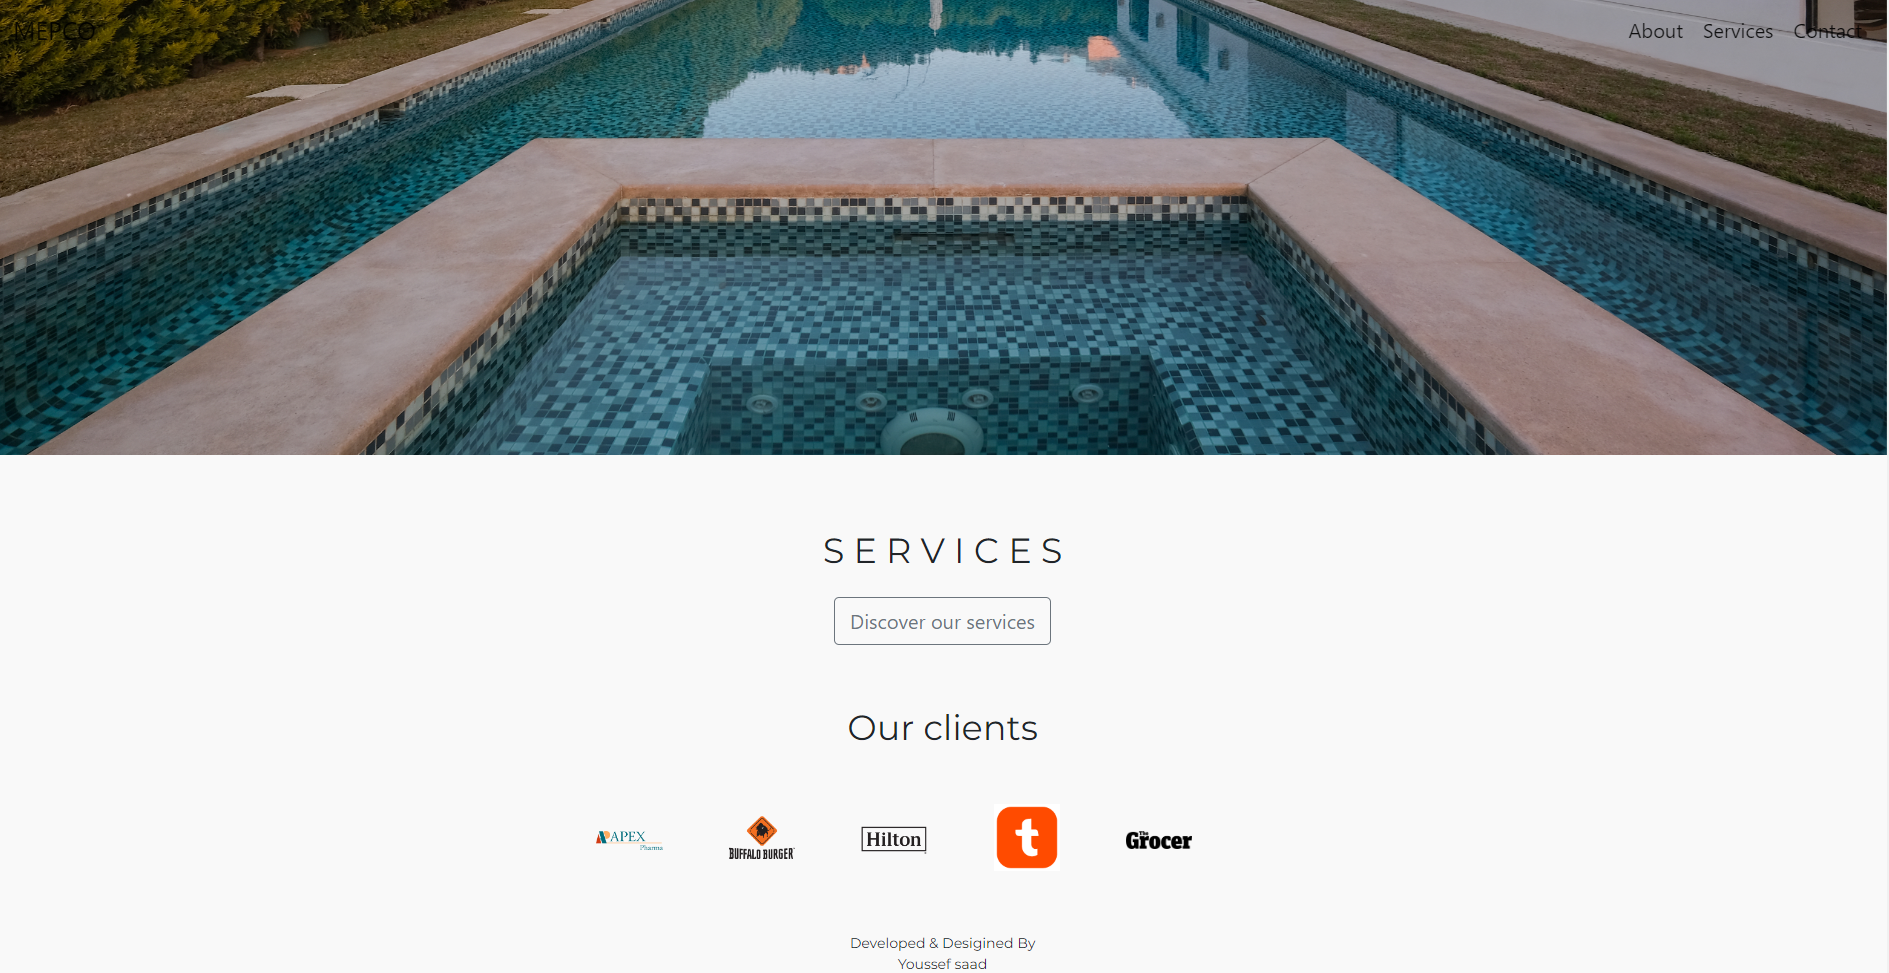 MEPCO
About Services Contact
SERVICES
Discover our services
Our clients
APEX
Pharma
BUFFALO BURGER
Hilton
t
The
Grocer
Developed & Desigined By
Youssef saad